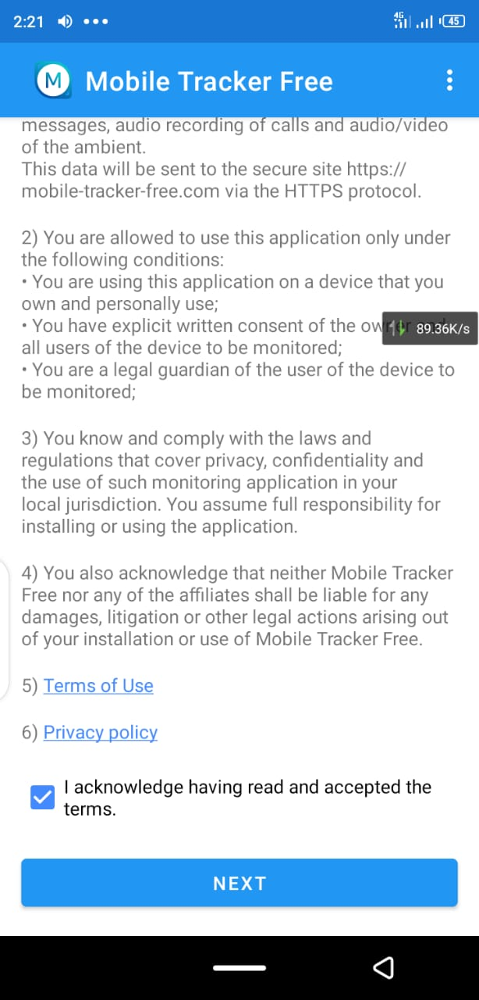 2:21
4G
45
M Mobile Tracker Free
messages, audio recording of calls and audio/video
of the ambient.
This data will be sent to the secure site https://
mobile-tracker-free.com via the HTTPS protocol.
2) You are allowed to use this application only under
the following conditions:
• You are using this application on a device that you
own and personally use;
• You have explicit written consent of the owner and
89.36K/s
all users of the device to be monitored;
• You are a legal guardian of the user of the device to
be monitored;
3) You know and comply with the laws and
regulations that cover privacy, confidentiality and
the use of such monitoring application in your
local jurisdiction. You assume full responsibility for
installing or using the application.
4) You also acknowledge that neither Mobile Tracker
Free nor any of the affiliates shall be liable for any
damages, litigation or other legal actions arising out
of your installation or use of Mobile Tracker Free.
5) Terms of Use
6) Privacy policy
I acknowledge having read and accepted the
terms.
NEXT